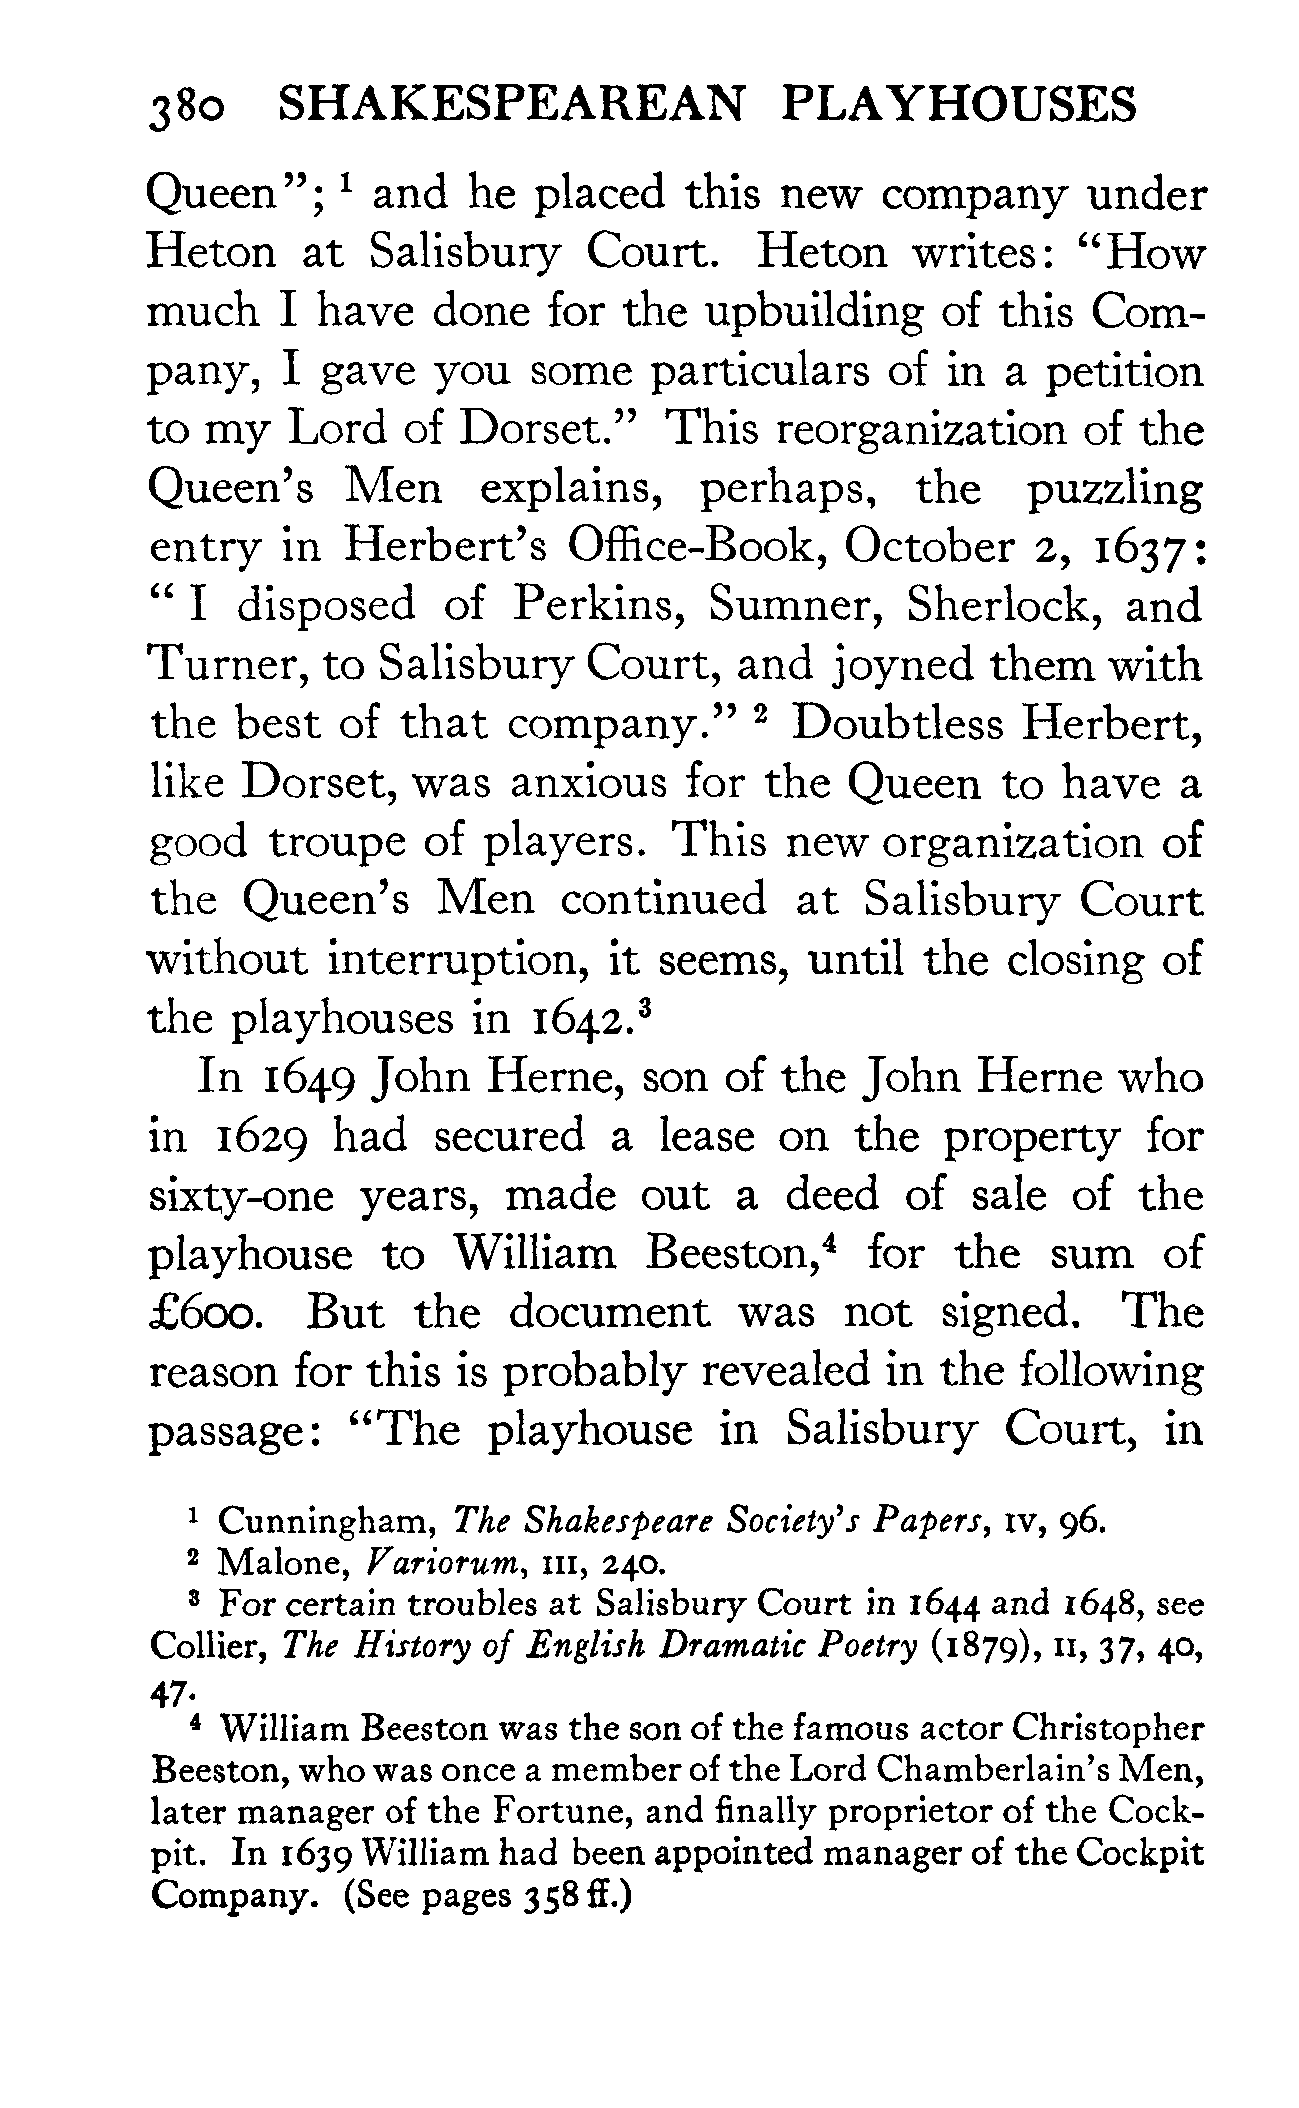 380 SHAKESPEAREAN PLAYHOUSES
Queen"; ¹ and he placed this new company under
Heton at Salisbury Court. Heton writes: "How
much I have done for the upbuilding of this Com-
pany, I gave you some particulars of in a petition
to my Lord of Dorset." This reorganization of the
Queen's Men explains, perhaps, the puzzling
entry in Herbert's Office-Book, October 2, 1637:
"I disposed of Perkins, Sumner, Sherlock, and
Turner, to Salisbury Court, and joyned them with
the best of that company." ² Doubtless Herbert,
like Dorset, was anxious for the Queen to have a
good troupe of players. This new organization of
the Queen's Men continued at Salisbury Court
without interruption, it seems, until the closing of
the playhouses in 1642.³
In 1649 John Herne, son of the John Herne who
in 1629 had secured a lease on the property for
sixty-one years, made out a deed of sale of the
playhouse to William Beeston,⁴ for the sum of
£600. But the document was not signed. The
reason for this is probably revealed in the following
passage: "The playhouse in Salisbury Court, in
¹ Cunningham, The Shakespeare Society's Papers, IV, 96.
² Malone, Variorum, III, 240.
³ For certain troubles at Salisbury Court in 1644 and 1648, see
Collier, The History of English Dramatic Poetry (1879), II, 37, 40,
47.
⁴ William Beeston was the son of the famous actor Christopher
Beeston, who was once a member of the Lord Chamberlain's Men,
later manager of the Fortune, and finally proprietor of the Cock-
pit. In 1639 William had been appointed manager of the Cockpit
Company. (See pages 358 ff.)